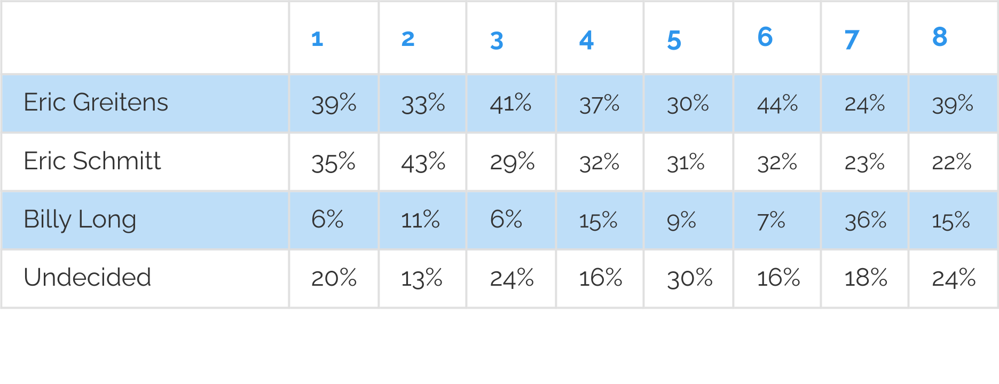 1 2 3 4 5 6 7 8
Eric Greitens 39% 33% 41% 37% 30% 44% 24% 39%
Eric Schmitt 35% 43% 29% 32% 31% 32% 23% 22%
Billy Long 6% 11% 6% 15% 9% 7% 36% 15%
Undecided 20% 13% 24% 16% 30% 16% 18% 24%